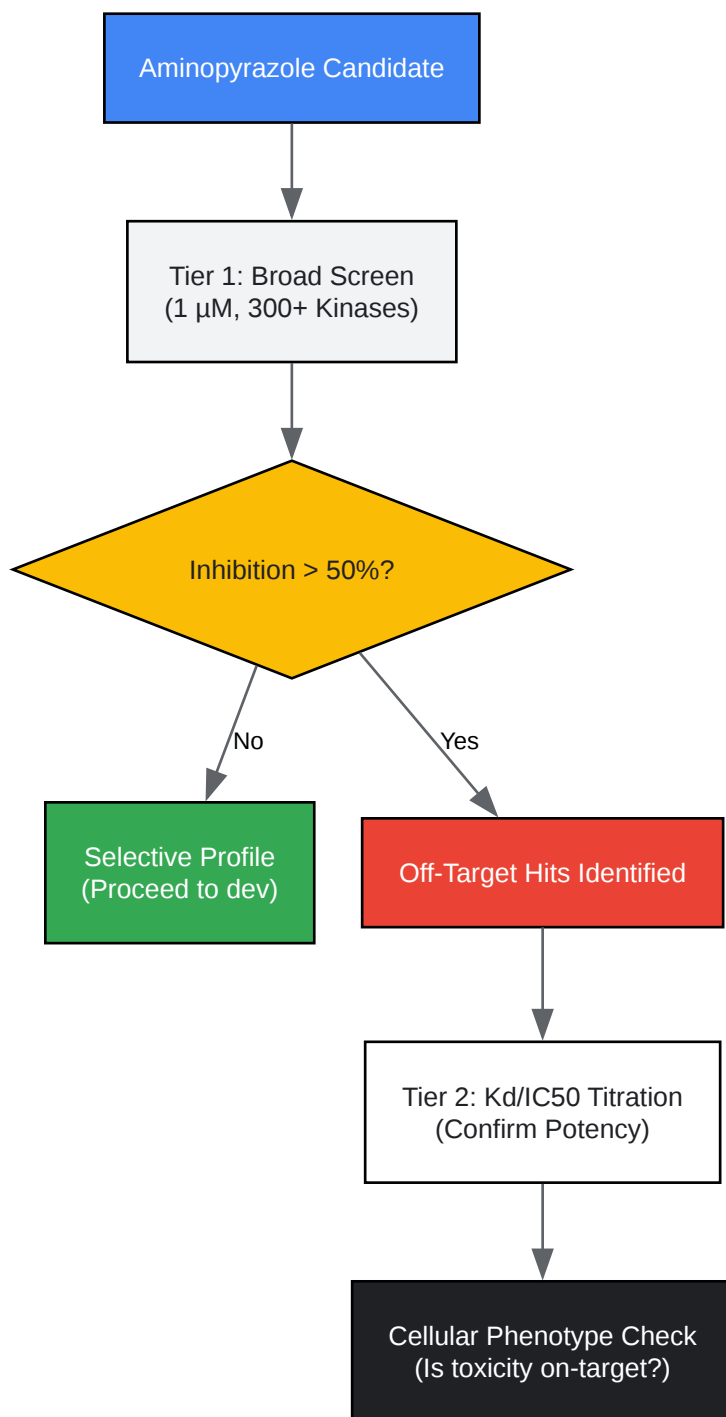 Aminopyrazole Candidate
Tier 1: Broad Screen
(1 µM, 300+ Kinases)
Inhibition > 50%?
No
Yes
Selective Profile
(Proceed to dev)
Off-Target Hits Identified
Tier 2: Kd/IC50 Titration
(Confirm Potency)
Cellular Phenotype Check
(Is toxicity on-target?)